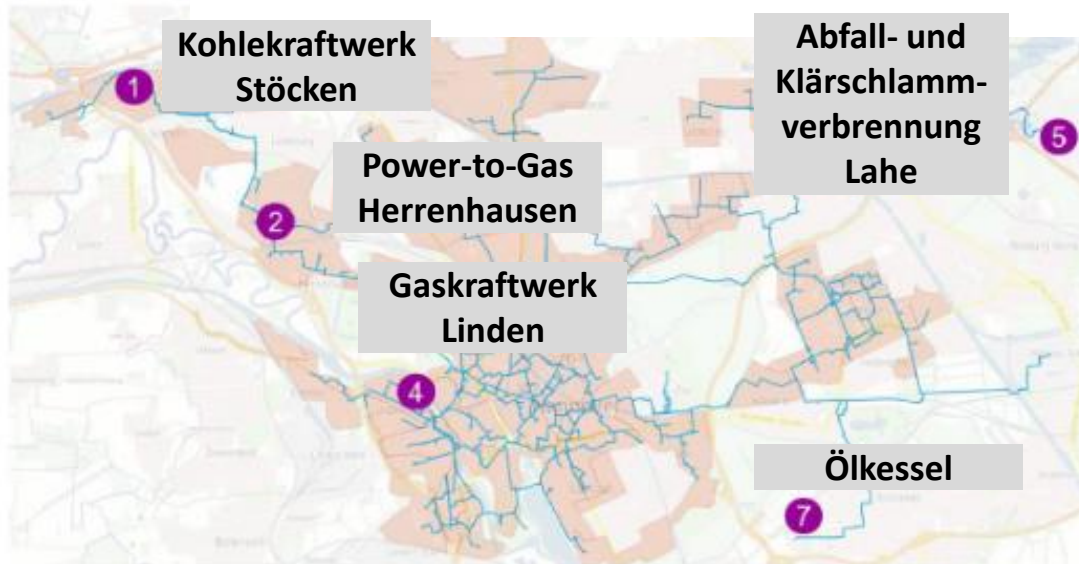 Kohlekraftwerk
Stöcken
1
Abfall- und
Klärschlamm-
verbrennung
Lahe
5
Power-to-Gas
Herrenhausen
2
Gaskraftwerk
Linden
4
Ölkessel
7